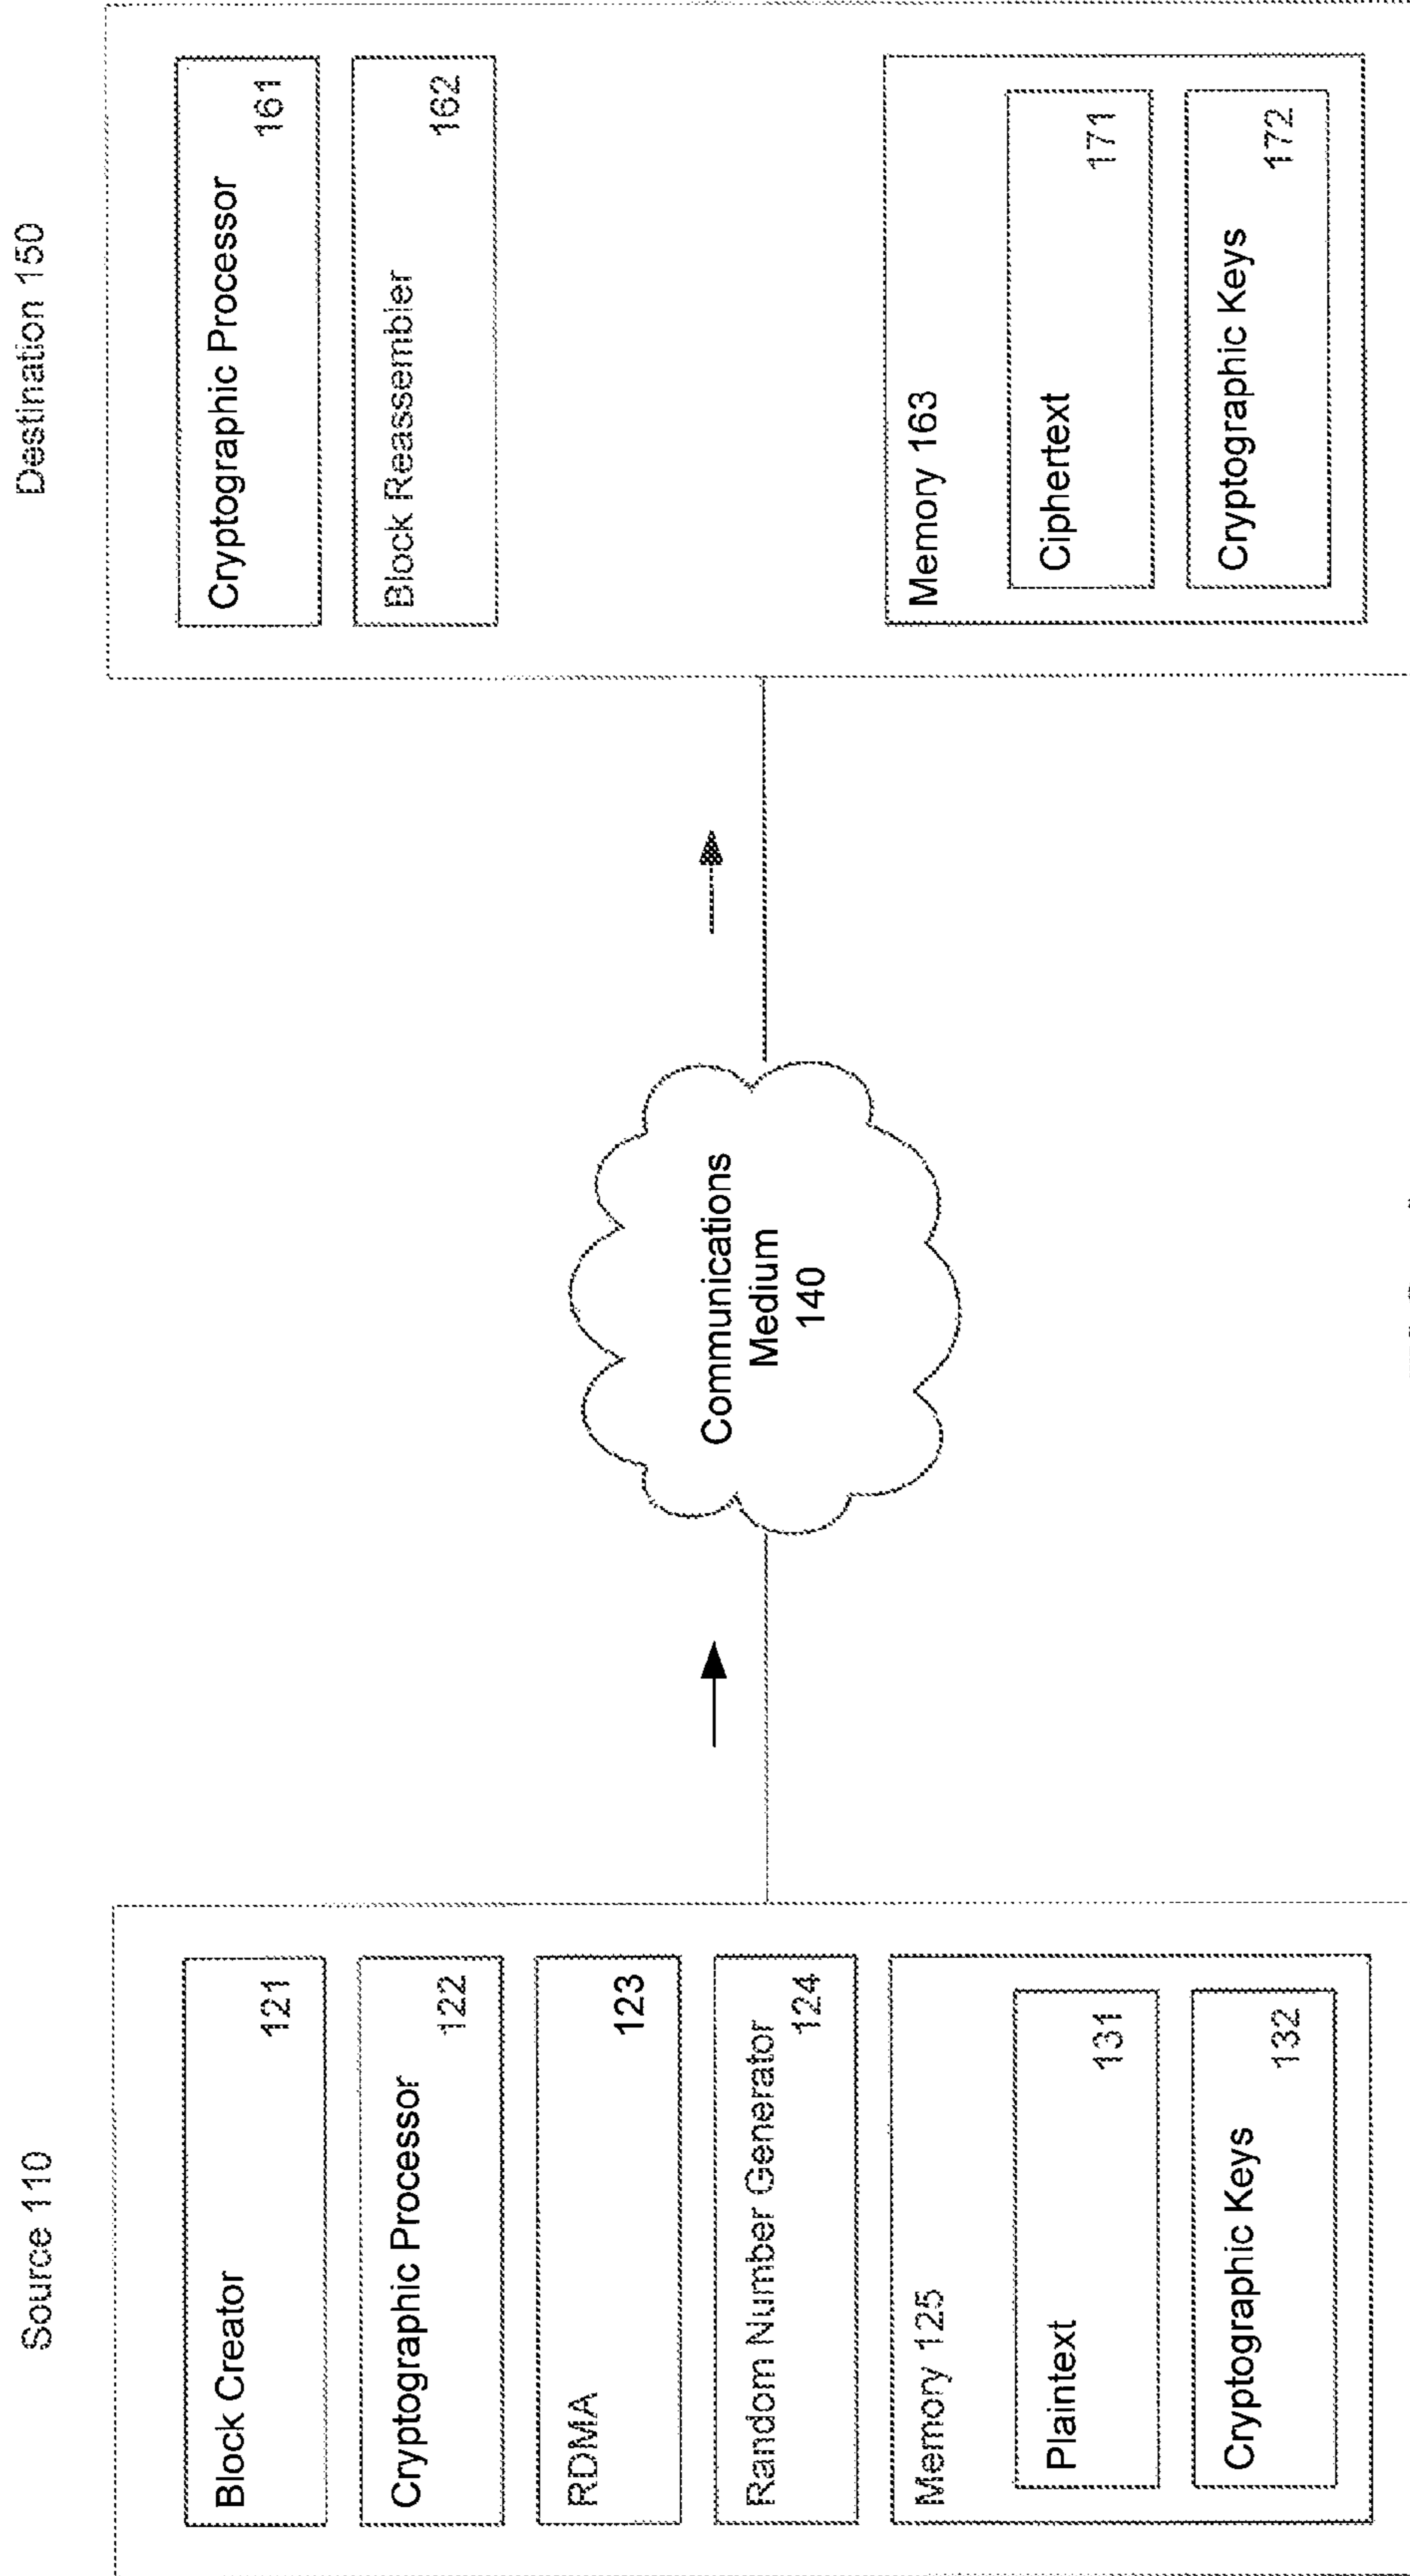 Source 110
Block Creator
121
Cryptographic Processor
122
RDMA
123
Random Number Generator
124
Memory 125
Plaintext
131
Cryptographic Keys
132
Communications
Medium
140
Destination 150
Cryptographic Processor
161
Block Reassembler
162
Memory 163
Ciphertext
171
Cryptographic Keys
172